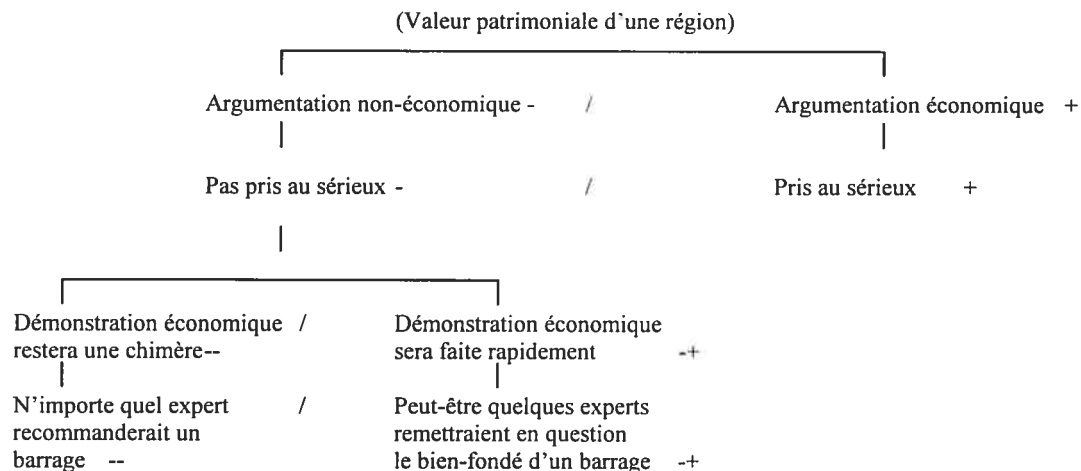 (Valeur patrimoniale d'une région)
Argumentation non-économique - / Argumentation économique +
Pas pris au sérieux - / Pris au sérieux +
Démonstration économique / Démonstration économique
restera une chimère-- sera faite rapidement -+
N'importe quel expert / Peut-être quelques experts
recommanderait un remettraient en question
barrage -- le bien-fondé d'un barrage -+